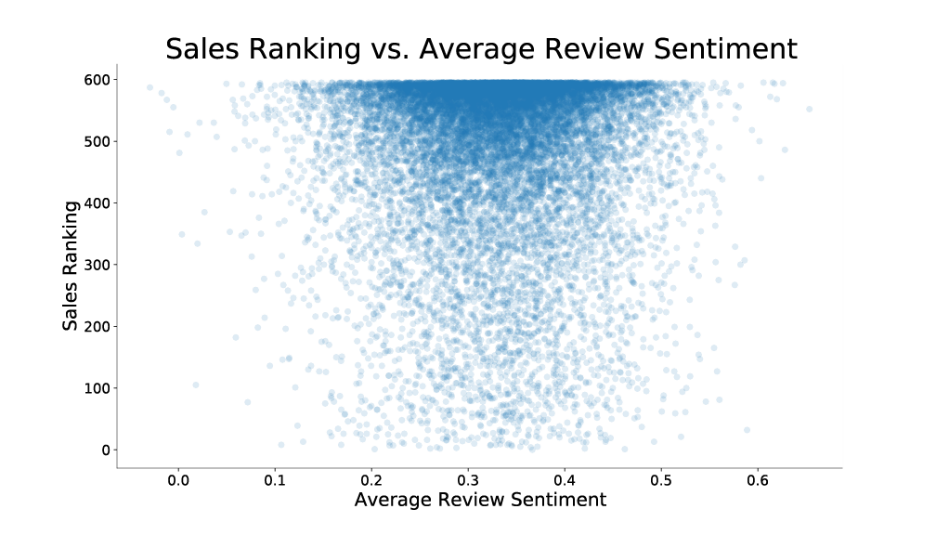 Sales Ranking vs. Average Review Sentiment
600
500
400
300
200
100
0
Sales Ranking
0.0 0.1 0.2 0.3 0.4 0.5 0.6
Average Review Sentiment